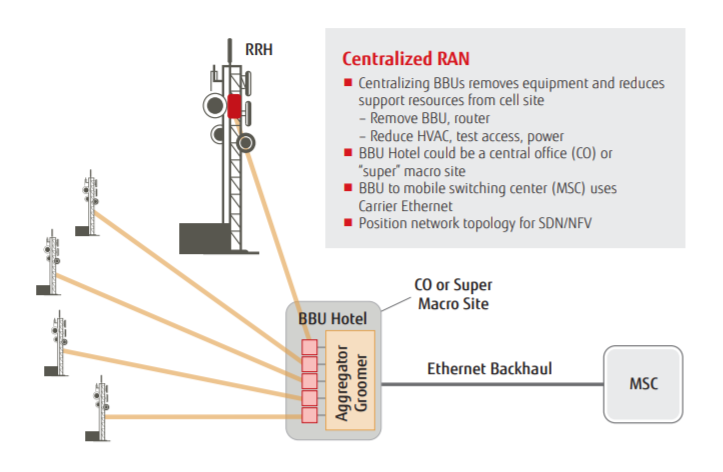 RRH
Centralized RAN
■ Centralizing BBUs removes equipment and reduces
support resources from cell site
– Remove BBU, router
– Reduce HVAC, test access, power
■ BBU Hotel could be a central office (CO) or
“super” macro site
■ BBU to mobile switching center (MSC) uses
Carrier Ethernet
■ Position network topology for SDN/NFV
CO or Super
Macro Site
BBU Hotel
Aggregator
Groomer
Ethernet Backhaul
MSC